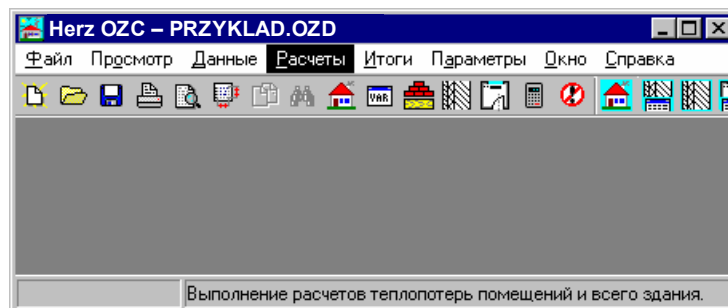 Herz OZC – PRZYKLAD.OZD
Файл Просмотр Данные Расчеты Итоги Параметры Окно Справка
VAR
Выполнение расчетов теплопотерь помещений и всего здания.